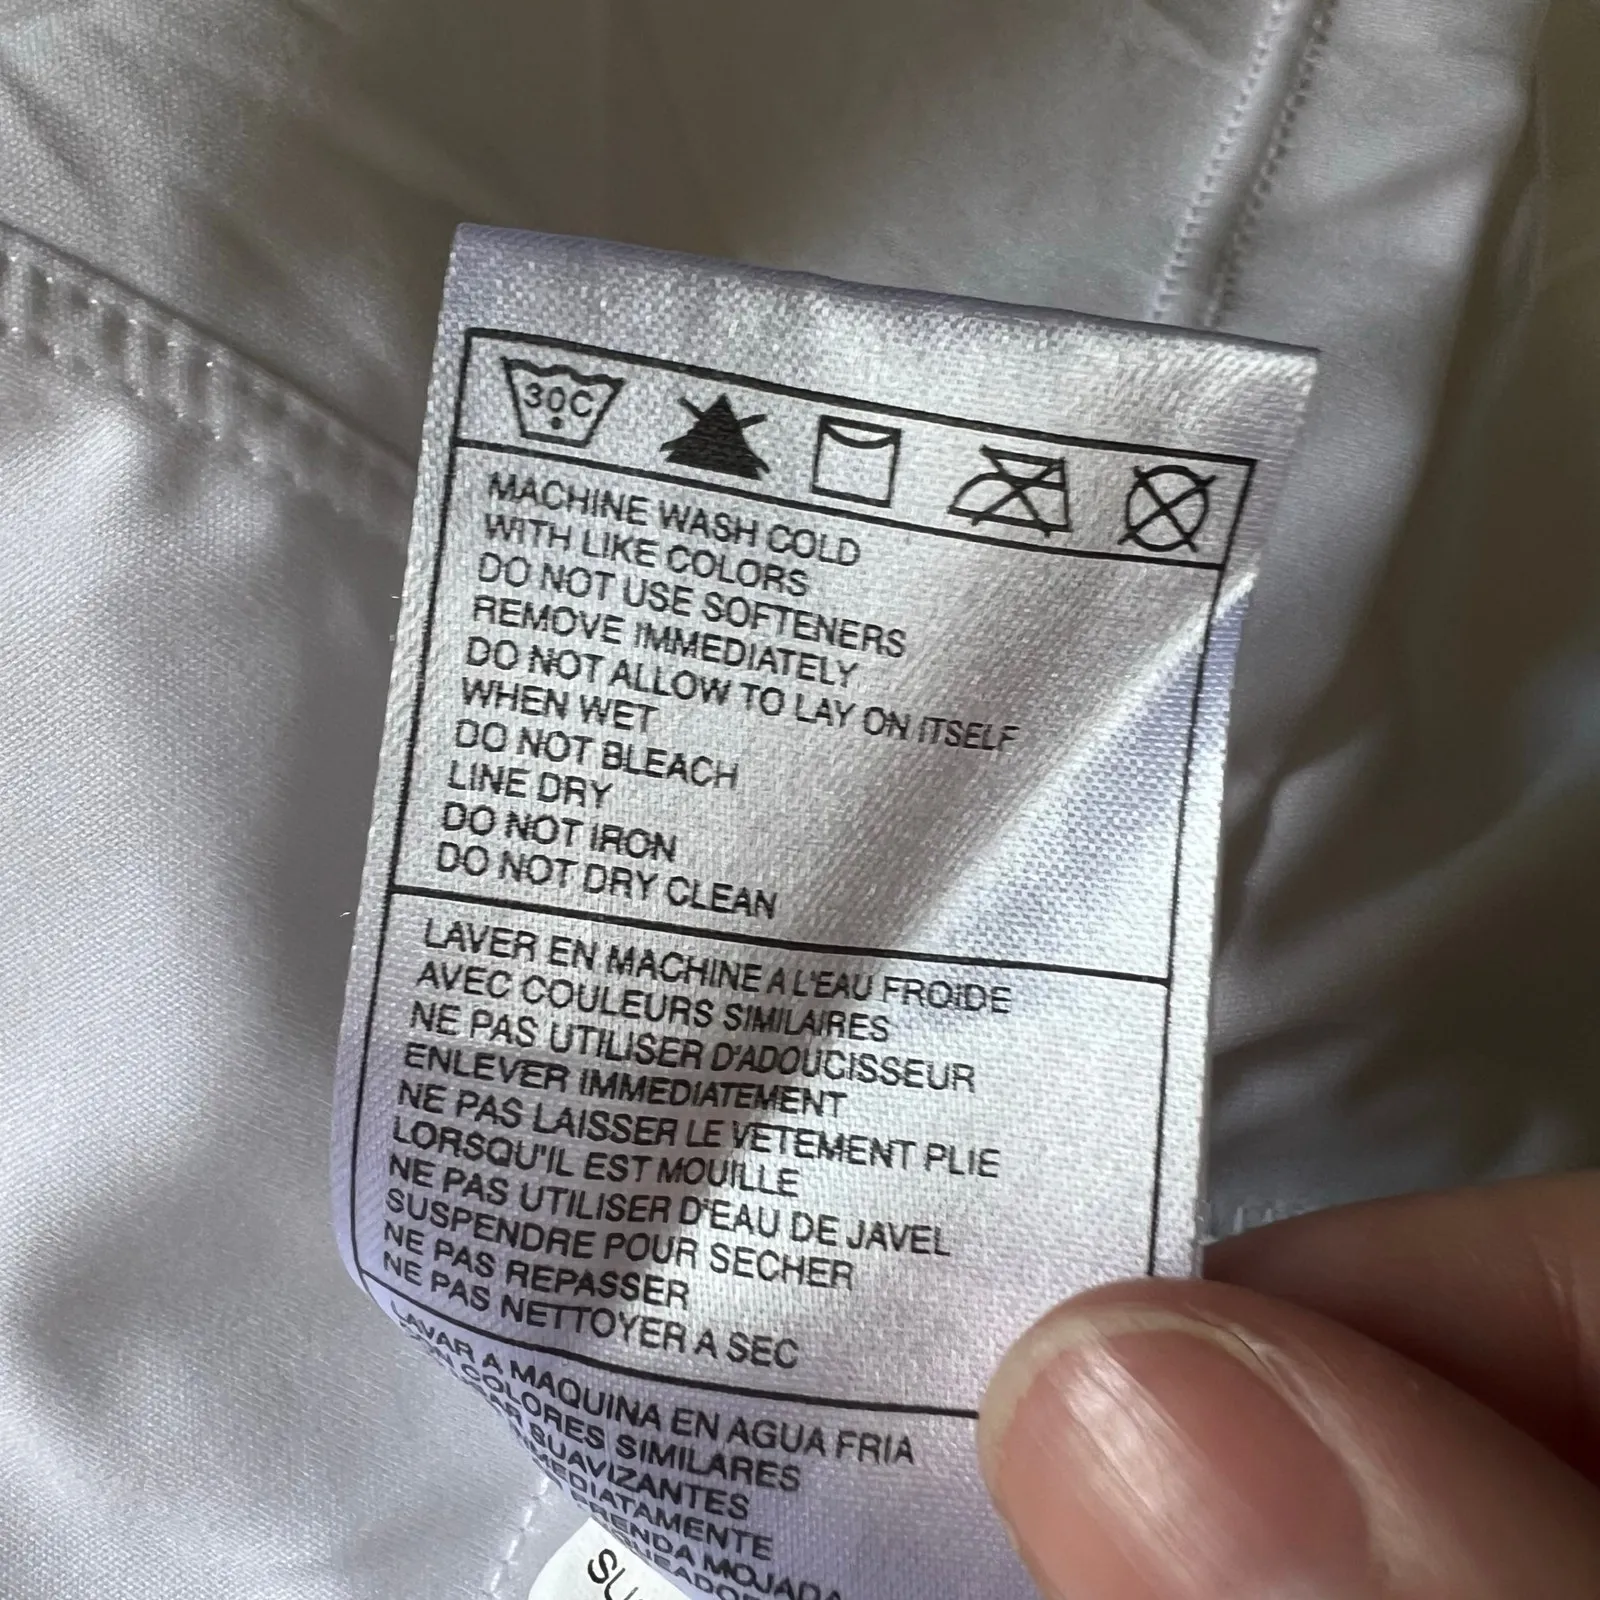 30C
MACHINE WASH COLD
WITH LIKE COLORS
DO NOT USE SOFTENERS
REMOVE IMMEDIATELY
DO NOT ALLOW TO LAY ON ITSELF
WHEN WET
DO NOT BLEACH
LINE DRY
DO NOT IRON
DO NOT DRY CLEAN
LAVER EN MACHINE A L'EAU FROIDE
AVEC COULEURS SIMILAIRES
NE PAS UTILISER D'ADOUCISSEUR
ENLEVER IMMEDIATEMENT
NE PAS LAISSER LE VETEMENT PLIE
LORSQU'IL EST MOUILLE
NE PAS UTILISER D'EAU DE JAVEL
SUSPENDRE POUR SECHER
NE PAS REPASSER
NE PAS NETTOYER A SEC
LAVAR A MAQUINA EN AGUA FRIA
COLORES SIMILARES
SUAVIZANTES
MOJADA